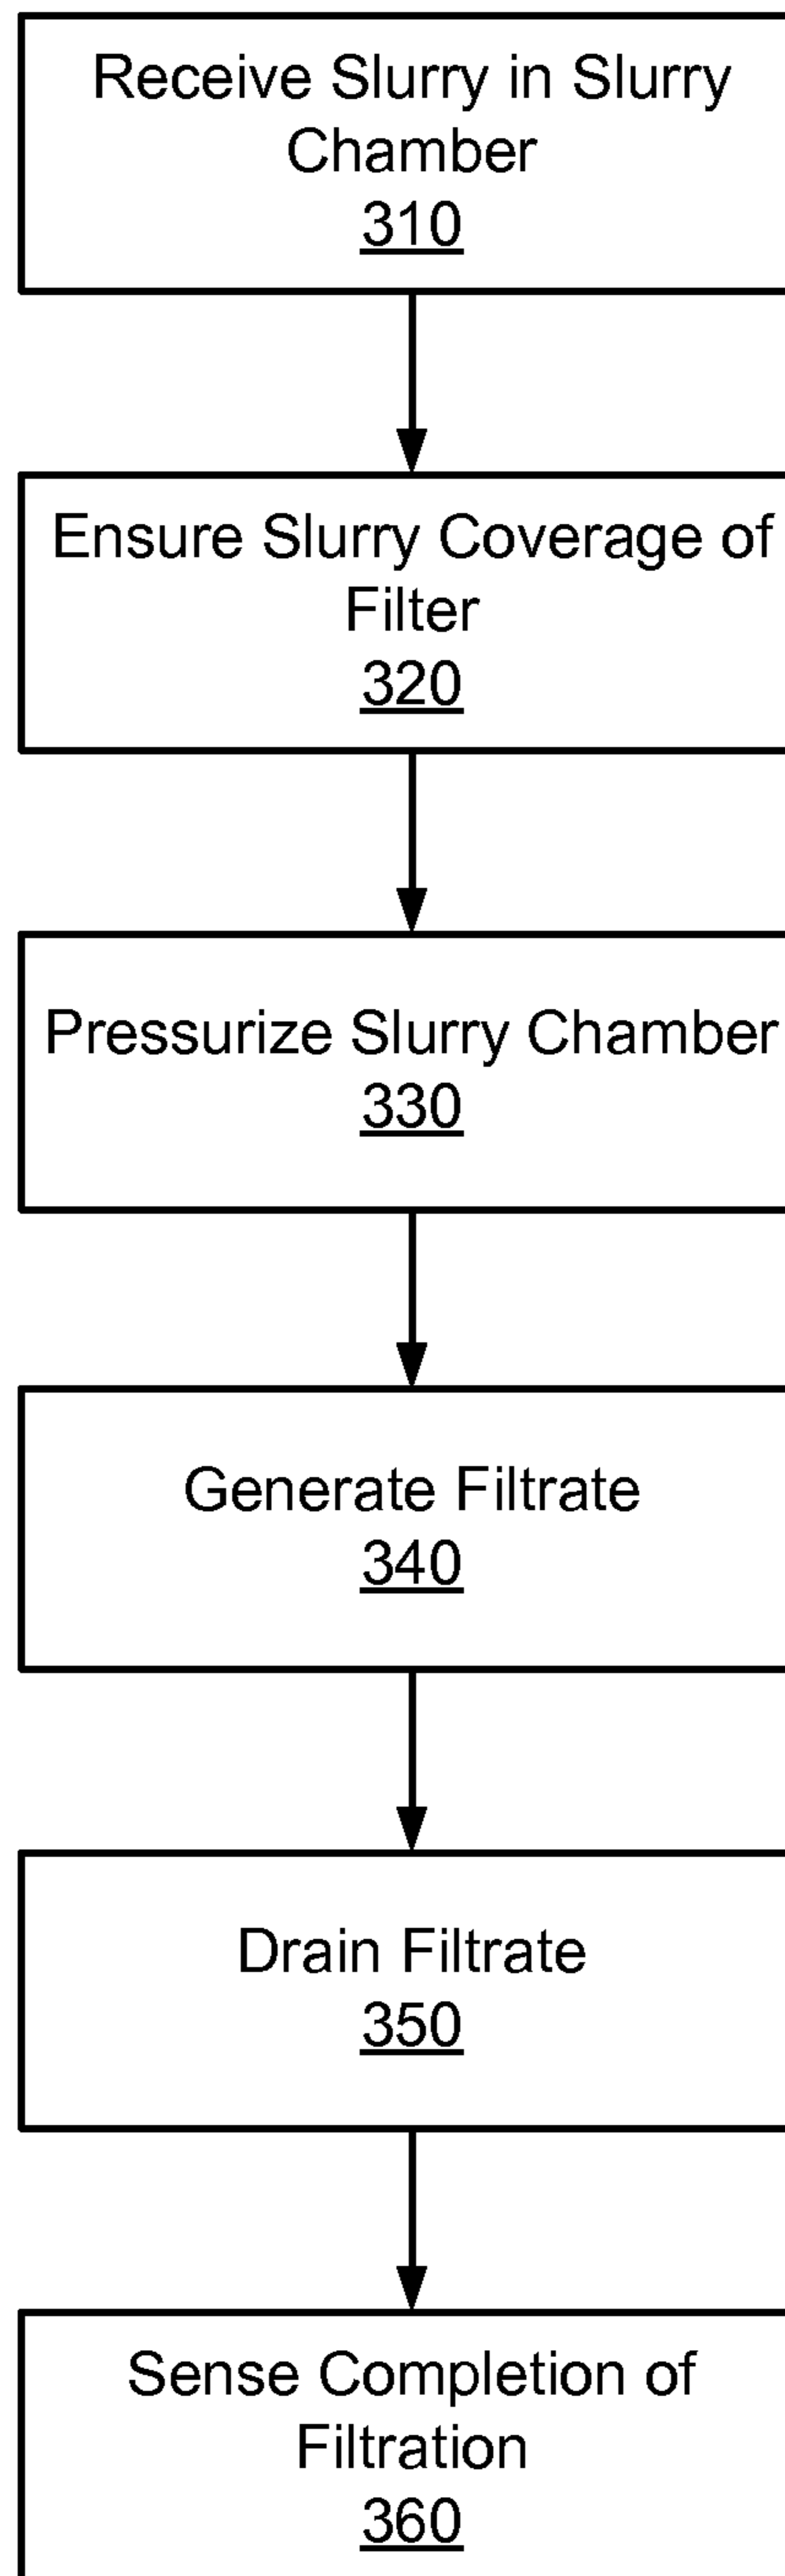 Receive Slurry in Slurry
Chamber
310
Ensure Slurry Coverage of
Filter
320
Pressurize Slurry Chamber
330
Generate Filtrate
340
Drain Filtrate
350
Sense Completion of
Filtration
360